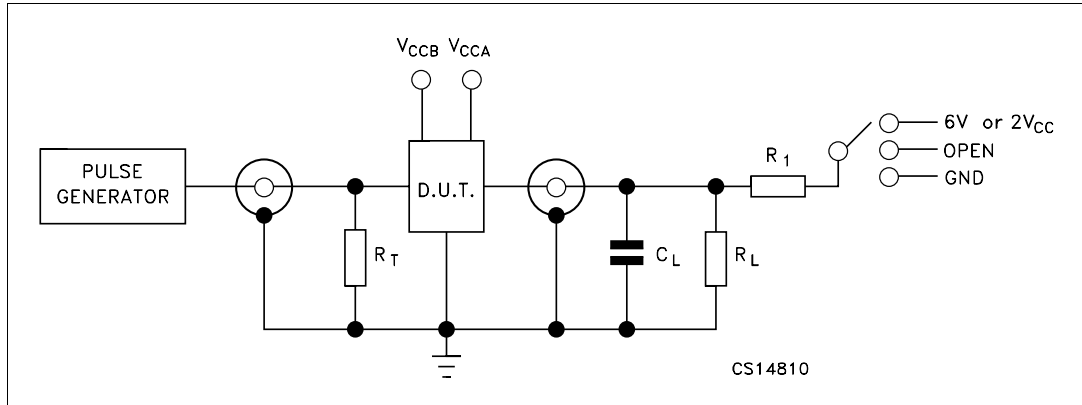 VCCB VCCA
PULSE
GENERATOR
D.U.T.
RT
CL
RL
R1
6V or 2VCC
OPEN
GND
CS14810